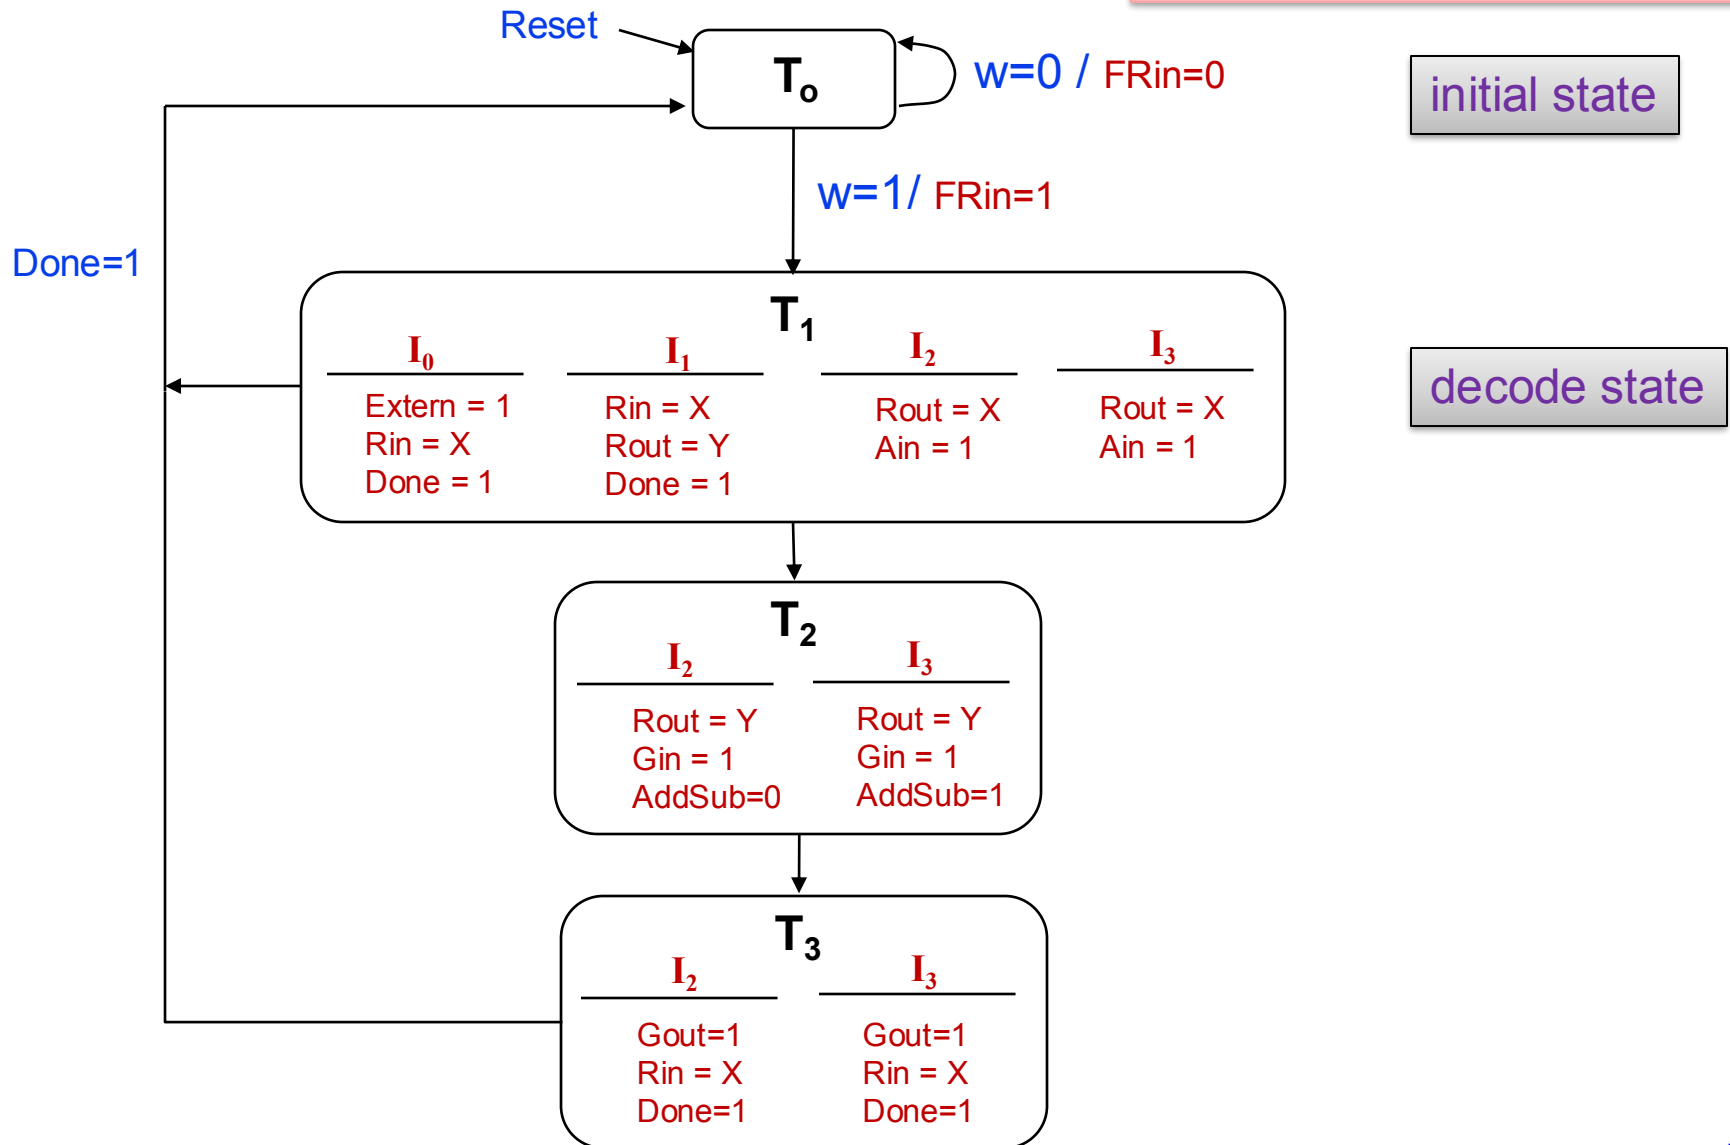 Reset
To
w=0 / FRin=0
initial state
w=1/ FRin=1
Done=1
T1
I0
I1
I2
I3
Extern = 1
Rin = X
Done = 1
Rin = X
Rout = Y
Done = 1
Rout = X
Ain = 1
Rout = X
Ain = 1
decode state
T2
I2
I3
Rout = Y
Gin = 1
AddSub=0
Rout = Y
Gin = 1
AddSub=1
T3
I2
I3
Gout=1
Rin = X
Done=1
Gout=1
Rin = X
Done=1